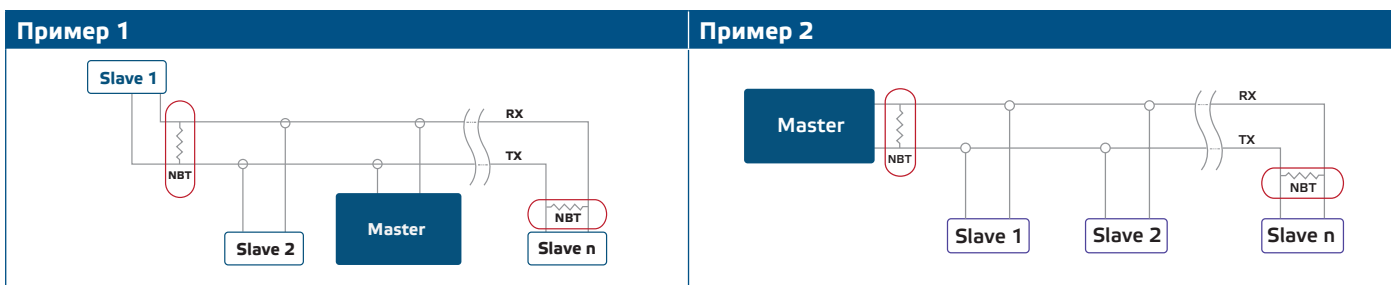 Пример 1
Slave 1
RX
TX
NBT
NBT
Master
Slave 2
Slave n
Пример 2
RX
Master
TX
NBT
NBT
Slave 1
Slave 2
Slave n